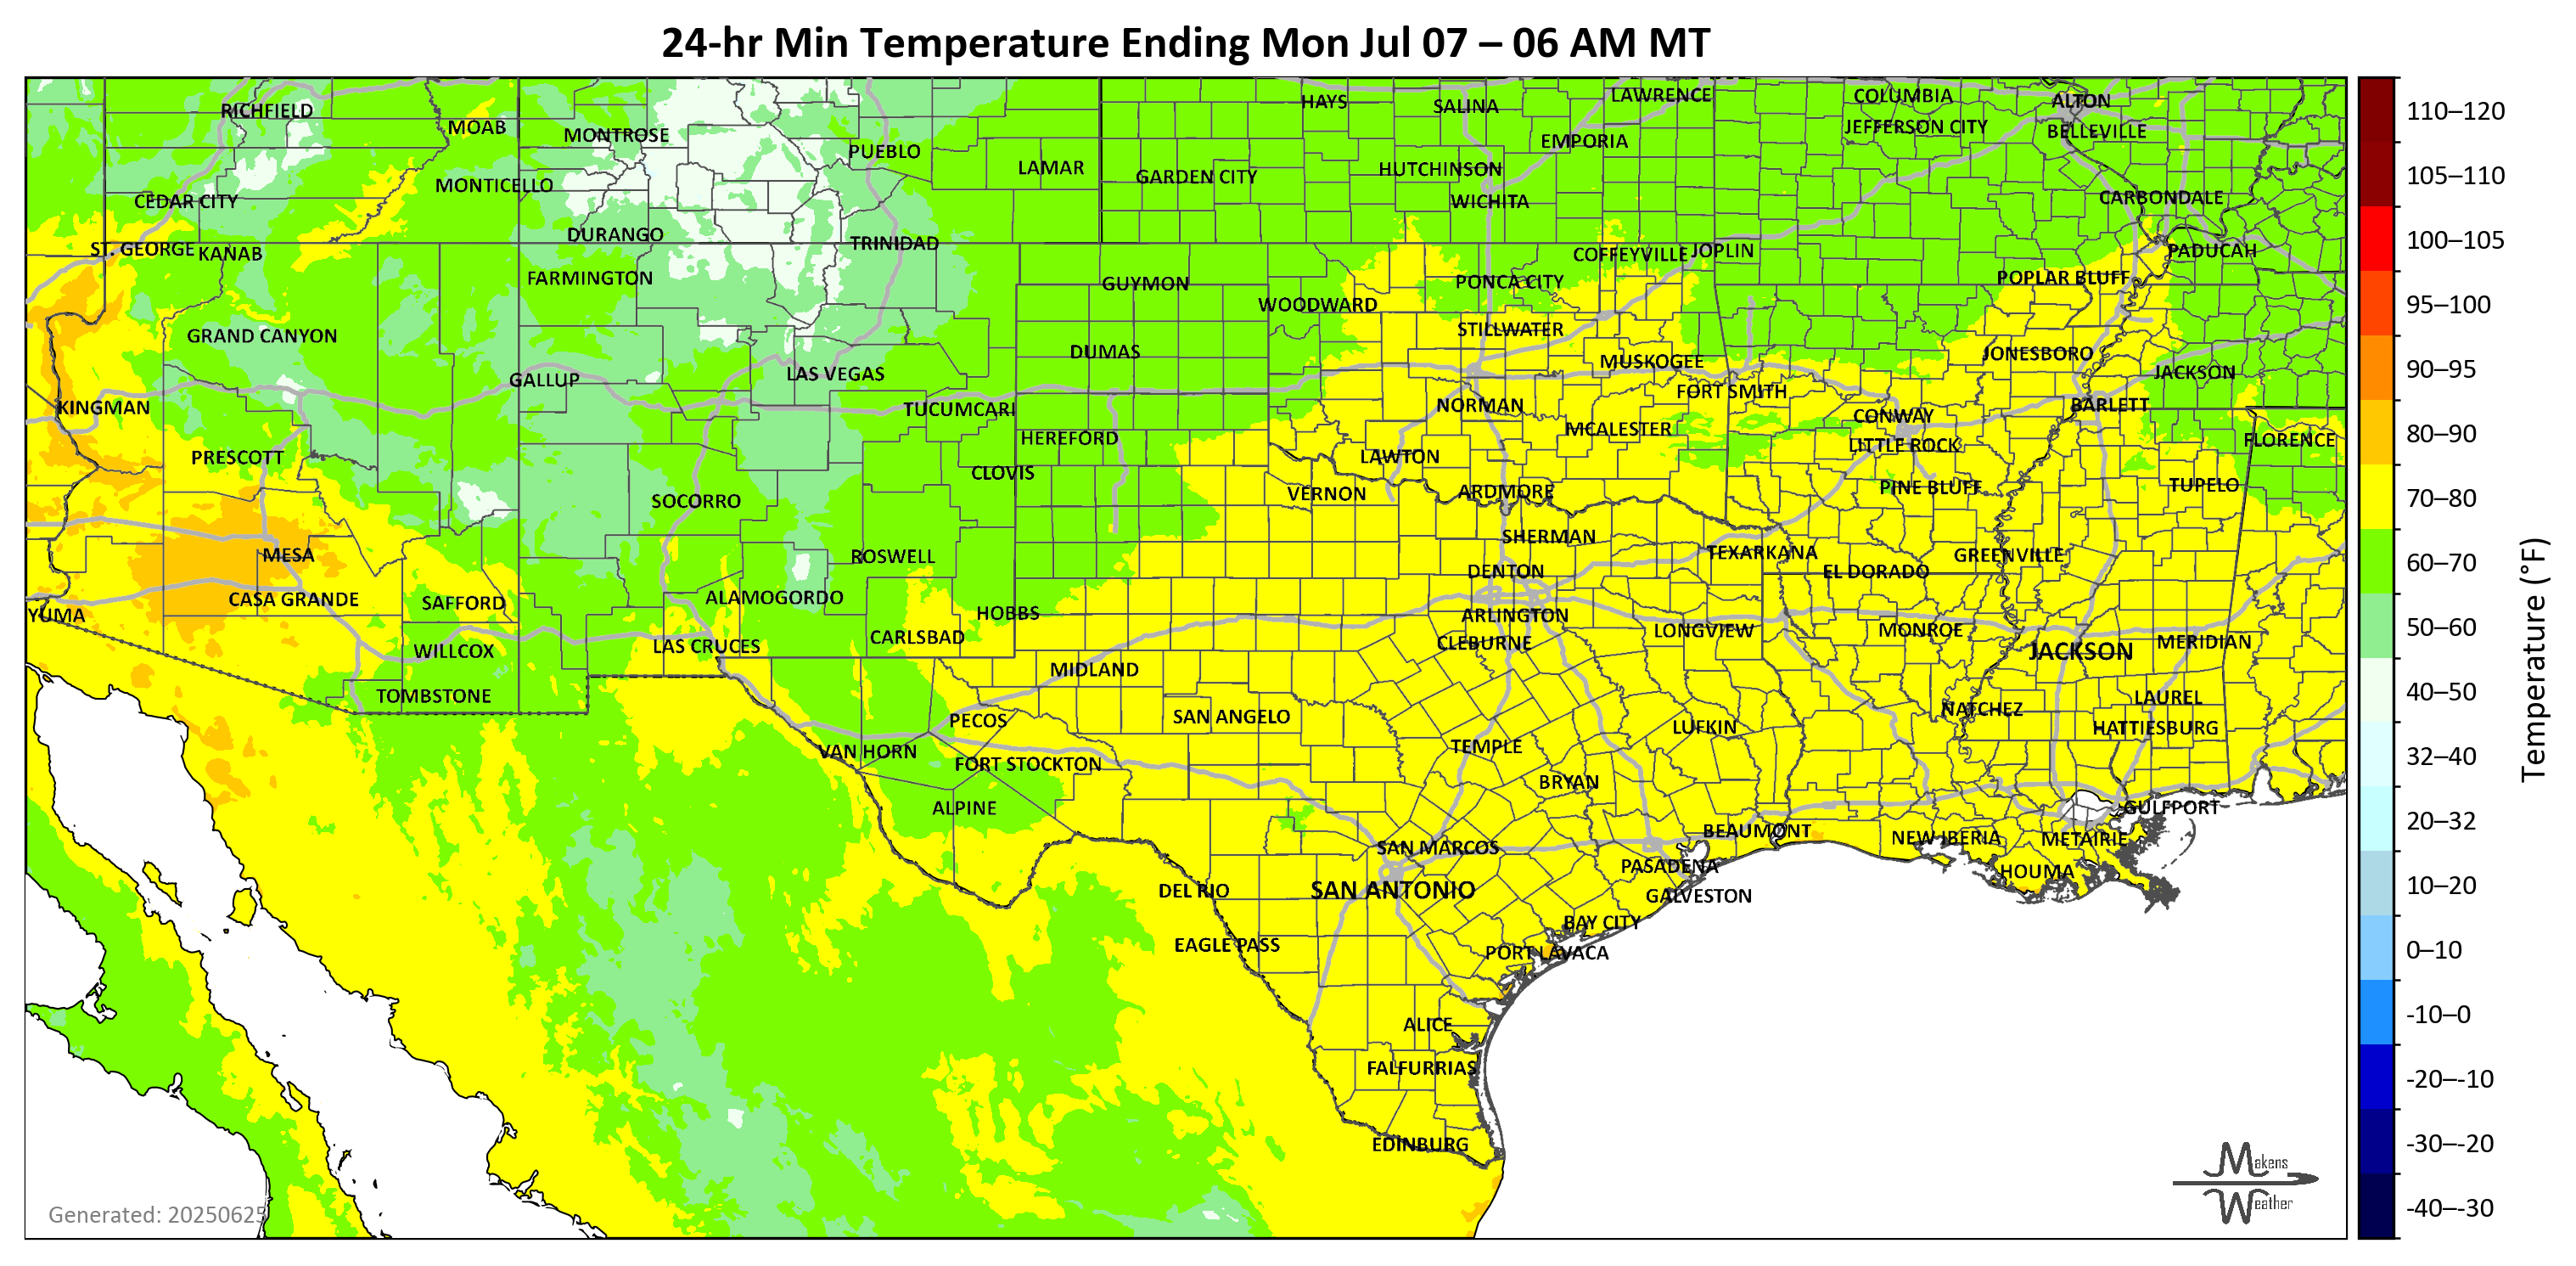 24-hr Min Temperature Ending Mon Jul 07 – 06 AM MT
RICHFIELD
MOAB
MONTROSE
PUEBLO
LAMAR
HAYS
SALINA
LAWRENCE
COLUMBIA
ALTON
JEFFERSON CITY
BELLEVILLE
EMPORIA
HUTCHINSON
GARDEN CITY
MONTICELLO
CEDAR CITY
WICHITA
CARBONDALE
DURANGO
TRINIDAD
ST. GEORGE
KANAB
COFFEYVILLE
JOPLIN
PADUCAH
FARMINGTON
GUYMON
PONCA CITY
POPLAR BLUFF
WOODWARD
GRAND CANYON
STILLWATER
DUMAS
JONESBORO
MUSKOGEE
JACKSON
GALLUP
LAS VEGAS
FORT SMITH
KINGMAN
TUCUMCARI
NORMAN
BARLETT
CONWAY
MCALESTER
HEREFORD
FLORENCE
LITTLE ROCK
PRESCOTT
LAWTON
CLOVIS
TUPELO
PINE BLUFF
VERNON
ARDMORE
SOCORRO
SHERMAN
MESA
ROSWELL
TEXARKANA
GREENVILLE
DENTON
EL DORADO
CASA GRANDE
SAFFORD
ALAMOGORDO
YUMA
HOBBS
ARLINGTON
LONGVIEW
MONROE
CARLSBAD
CLEBURNE
MERIDIAN
LAS CRUCES
WILLCOX
JACKSON
MIDLAND
TOMBSTONE
LAUREL
NATCHEZ
PECOS
SAN ANGELO
LUFKIN
HATTIESBURG
TEMPLE
VAN HORN
FORT STOCKTON
BRYAN
ALPINE
GULFPORT
BEAUMONT
NEW IBERIA
METAIRIE
SAN MARCOS
PASADENA
HOUMA
DEL RIO
SAN ANTONIO
GALVESTON
BAY CITY
EAGLE PASS
PORT LAVACA
ALICE
FALFURRIAS
EDINBURG
Generated: 20250625
Makens
Weather
110–120
105–110
100–105
95–100
90–95
80–90
70–80
60–70
50–60
40–50
32–40
20–32
10–20
0–10
-10–0
-20–-10
-30–-20
-40–-30
Temperature (°F)